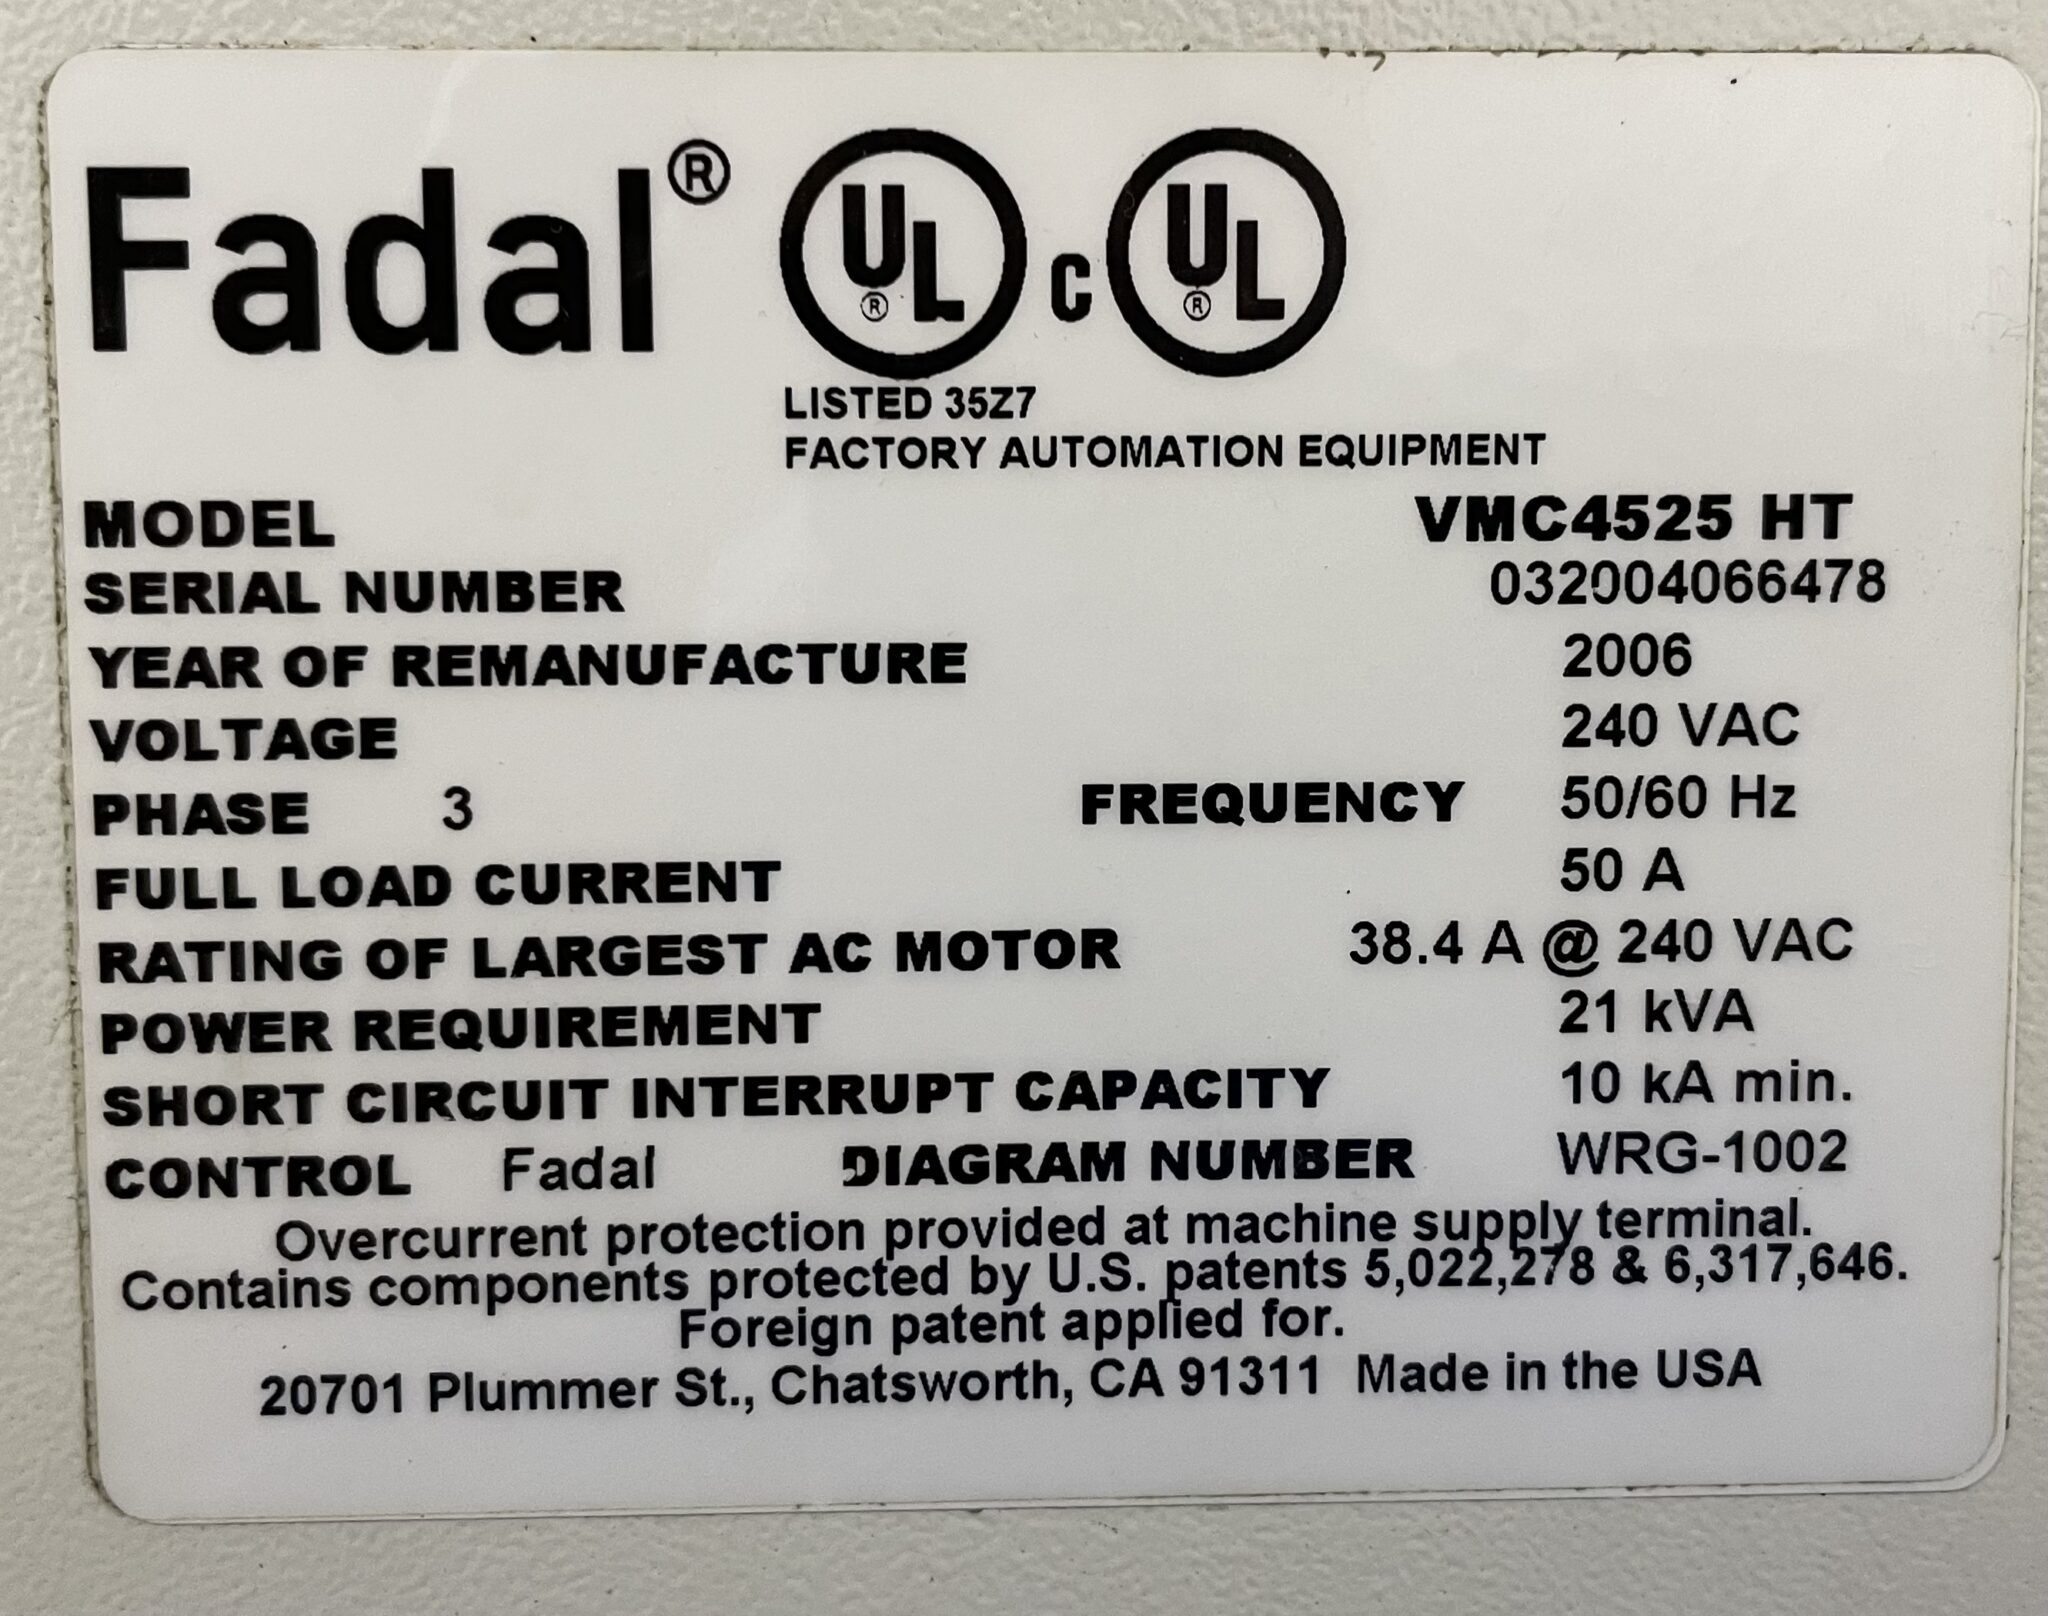 Fadal®
UL® c UL®
LISTED 35Z7
FACTORY AUTOMATION EQUIPMENT
MODEL VMC4525 HT
SERIAL NUMBER 032004066478
YEAR OF REMANUFACTURE 2006
VOLTAGE 240 VAC
PHASE 3 FREQUENCY 50/60 Hz
FULL LOAD CURRENT 50 A
RATING OF LARGEST AC MOTOR 38.4 A @ 240 VAC
POWER REQUIREMENT 21 kVA
SHORT CIRCUIT INTERRUPT CAPACITY 10 kA min.
CONTROL Fadal DIAGRAM NUMBER WRG-1002
Overcurrent protection provided at machine supply terminal.
Contains components protected by U.S. patents 5,022,278 & 6,317,646.
Foreign patent applied for.
20701 Plummer St., Chatsworth, CA 91311 Made in the USA